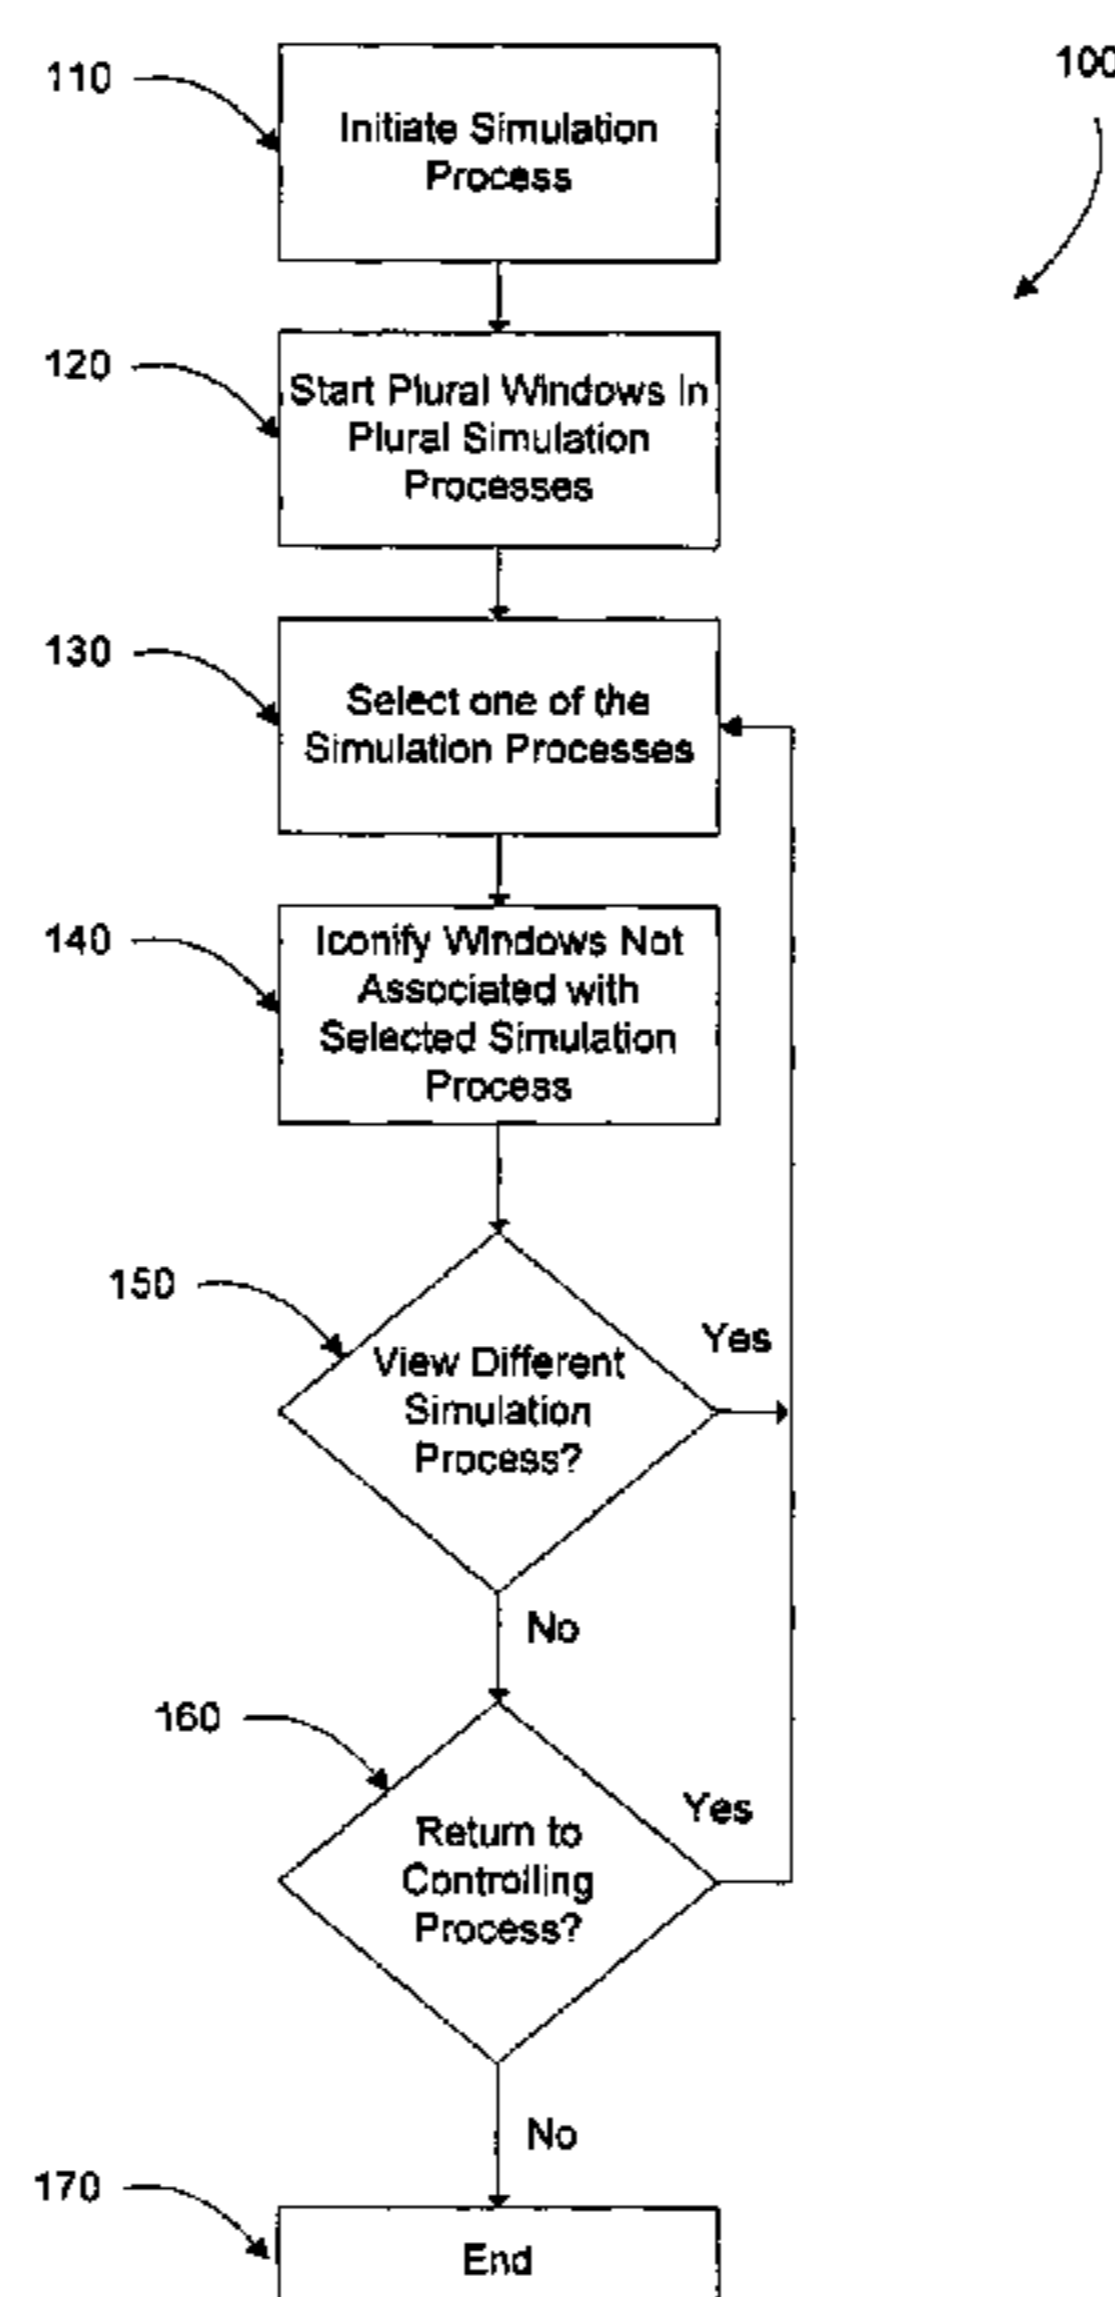 110
100
Initiate Simulation
Process
120
Start Plural Windows In
Plural Simulation
Processes
130
Select one of the
Simulation Processes
140
Iconify Windows Not
Associated with
Selected Simulation
Process
150
View Different
Simulation
Process?
Yes
No
160
Return to
Controlling
Process?
Yes
No
170
End